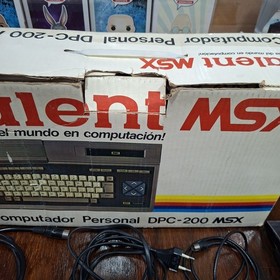 Computador Personal DPC-200
alent MSX
alent MSX
el mundo en computación!
Computador Personal DPC-200 MSX